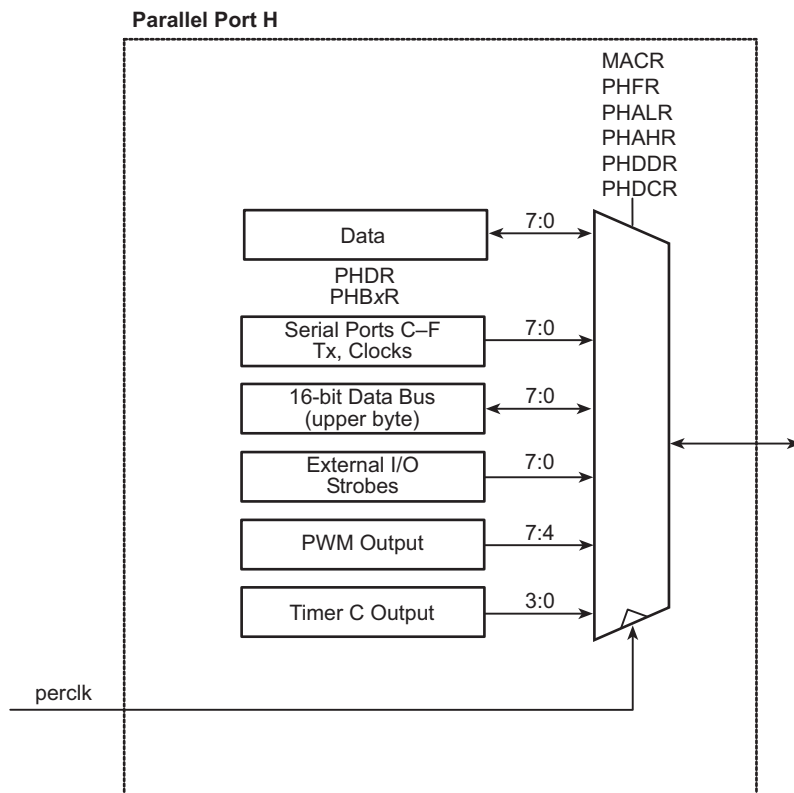 Parallel Port H
MACR
PHFR
PHALR
PHAHR
PHDDR
PHDCR
Data
7:0
PHDR
PHBxR
Serial Ports C–F
Tx, Clocks
7:0
16-bit Data Bus
(upper byte)
7:0
External I/O
Strobes
7:0
PWM Output
7:4
Timer C Output
3:0
perclk